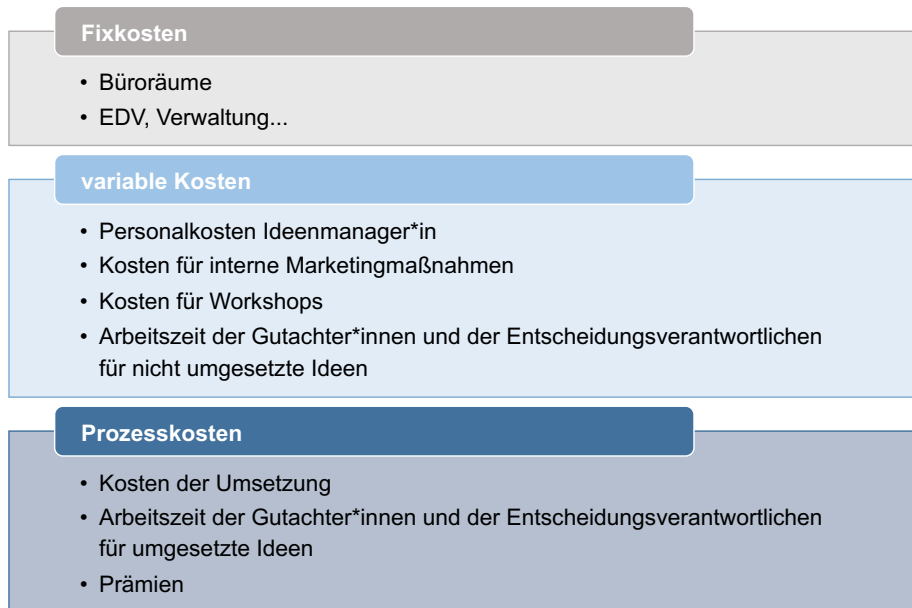 Fixkosten
• Büroräume
• EDV, Verwaltung...
variable Kosten
• Personalkosten Ideenmanager*in
• Kosten für interne Marketingmaßnahmen
• Kosten für Workshops
• Arbeitszeit der Gutachter*innen und der Entscheidungsverantwortlichen
für nicht umgesetzte Ideen
Prozesskosten
• Kosten der Umsetzung
• Arbeitszeit der Gutachter*innen und der Entscheidungsverantwortlichen
für umgesetzte Ideen
• Prämien